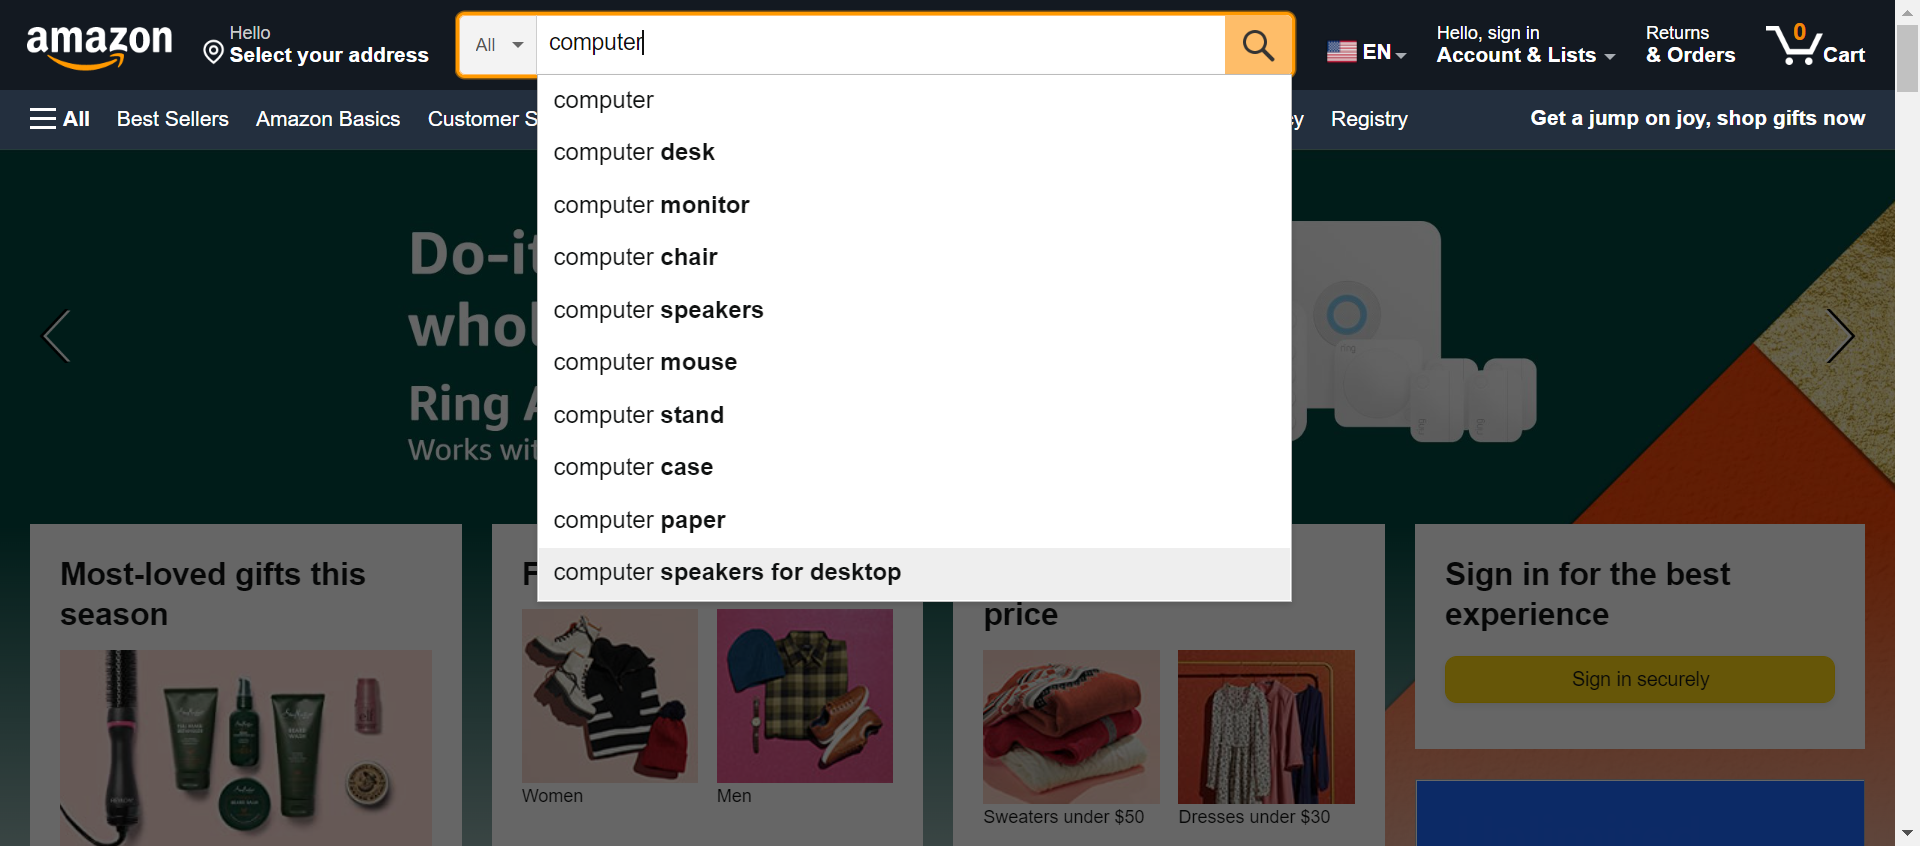 amazon
Hello
Select your address
All
computer
EN
Hello, sign in
Account & Lists
Returns
& Orders
0
Cart
All
Best Sellers
Amazon Basics
Customer S
cy
Registry
Get a jump on joy, shop gifts now
computer
computer desk
computer monitor
computer chair
computer speakers
computer mouse
computer stand
computer case
computer paper
computer speakers for desktop
Do-it
whol
Ring A
Works wit
ring
ring
ring
Most-loved gifts this
season
F
Women
Men
price
Sweaters under $50
Dresses under $30
Sign in for the best
experience
Sign in securely
elf